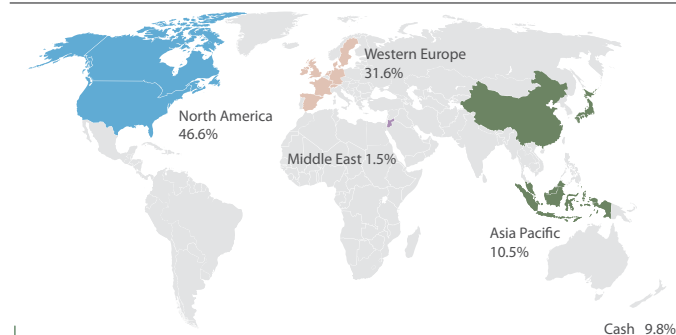 Western Europe
31.6%
North America
46.6%
Middle East 1.5%
Asia Pacific
10.5%
Cash 9.8%